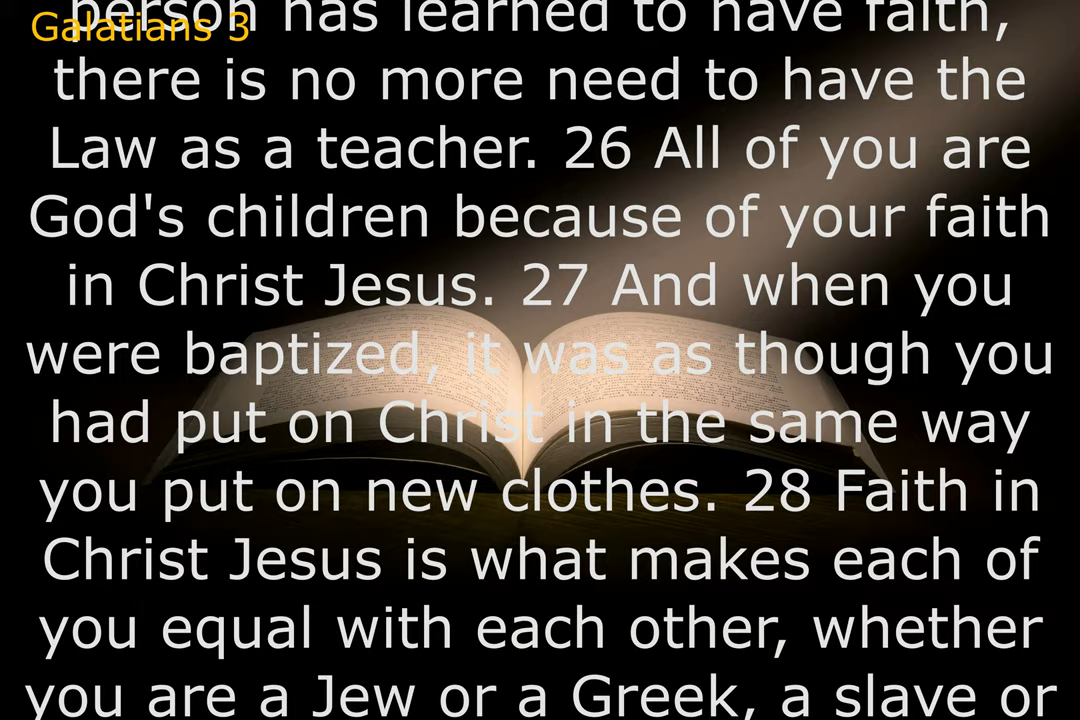 Galatians 3
person has learned to have faith,
there is no more need to have the
Law as a teacher. 26 All of you are
God's children because of your faith
in Christ Jesus. 27 And when you
were baptized, it was as though you
had put on Christ in the same way
you put on new clothes. 28 Faith in
Christ Jesus is what makes each of
you equal with each other, whether
you are a Jew or a Greek, a slave or